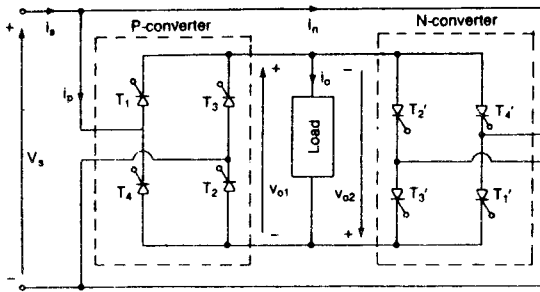 P-converter
N-converter
+
i_s
i_n
i_p
T_1
T_3
+
i_o
−
T_2′
T_4′
V_s
Load
T_4
T_2
v_o1
v_o2
T_3′
T_1′
−
−
+